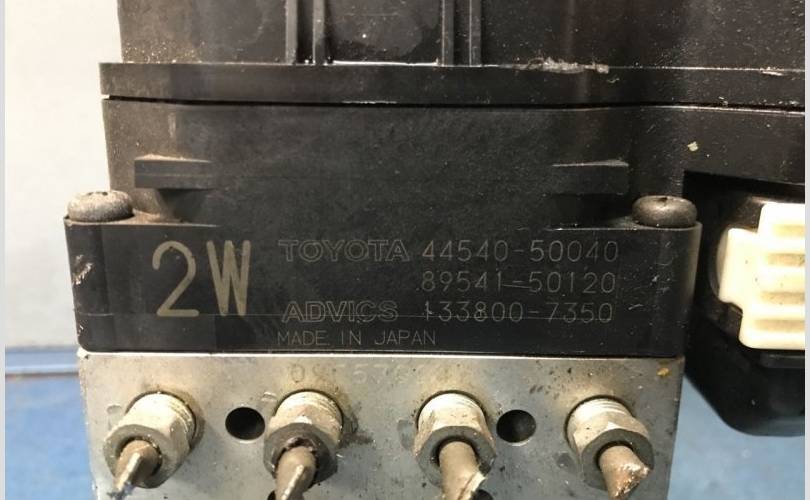 2W
TOYOTA 44540-50040
89541-50120
ADVICS 133800-7350
MADE IN JAPAN